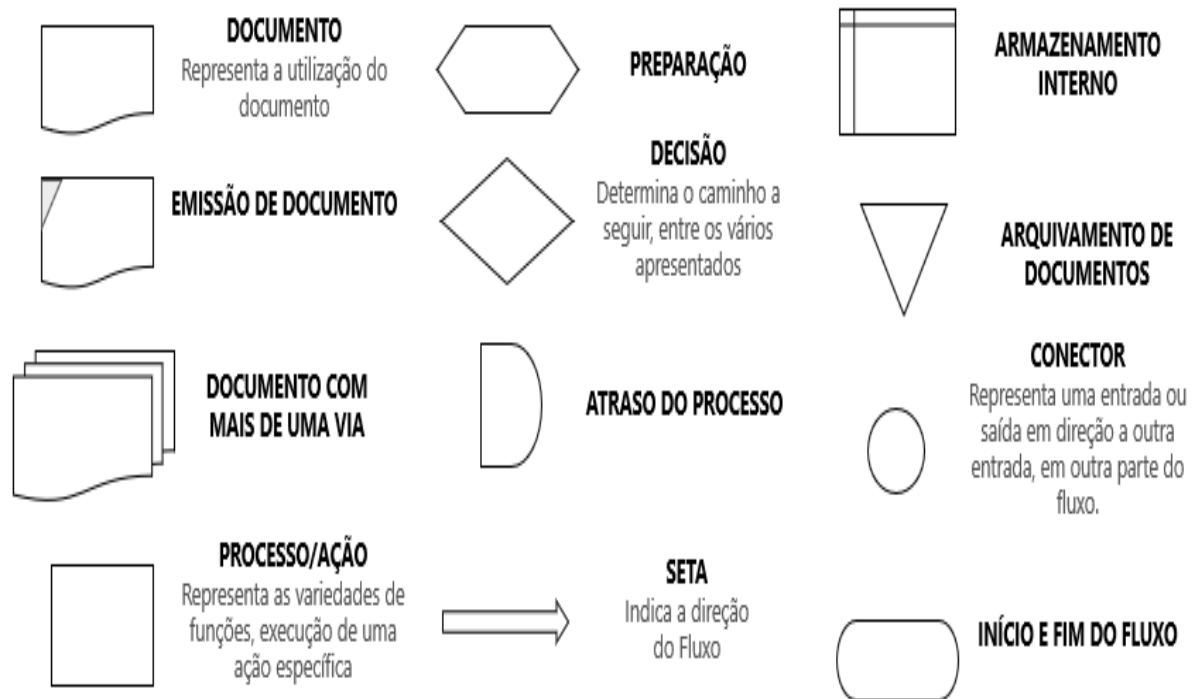 DOCUMENTO
Representa a utilização do
documento
EMISSÃO DE DOCUMENTO
DOCUMENTO COM
MAIS DE UMA VIA
PROCESSO/AÇÃO
Representa as variedades de
funções, execução de uma
ação específica
PREPARAÇÃO
DECISÃO
Determina o caminho a
seguir, entre os vários
apresentados
ATRASO DO PROCESSO
SETA
Indica a direção
do Fluxo
ARMAZENAMENTO
INTERNO
ARQUIVAMENTO DE
DOCUMENTOS
CONECTOR
Representa uma entrada ou
saída em direção a outra
entrada, em outra parte do
fluxo.
INÍCIO E FIM DO FLUXO